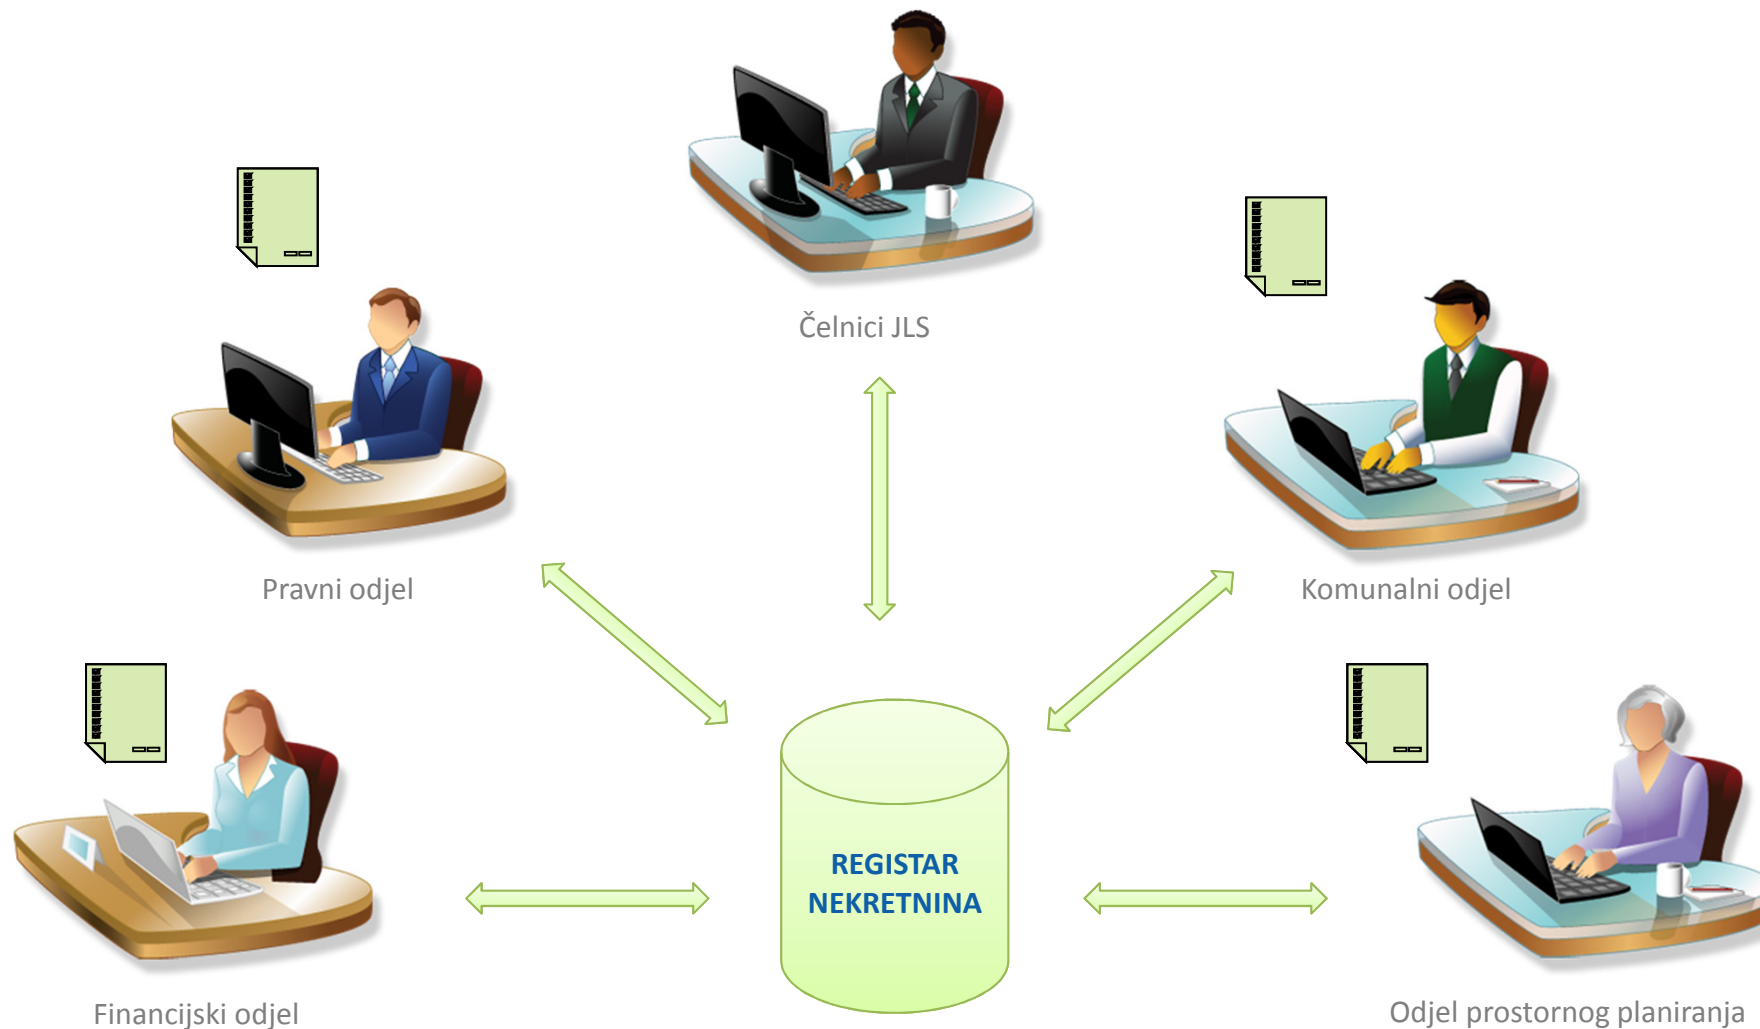 Čelnici JLS
Pravni odjel
Komunalni odjel
REGISTAR
NEKRETNINA
Financijski odjel
Odjel prostornog planiranja